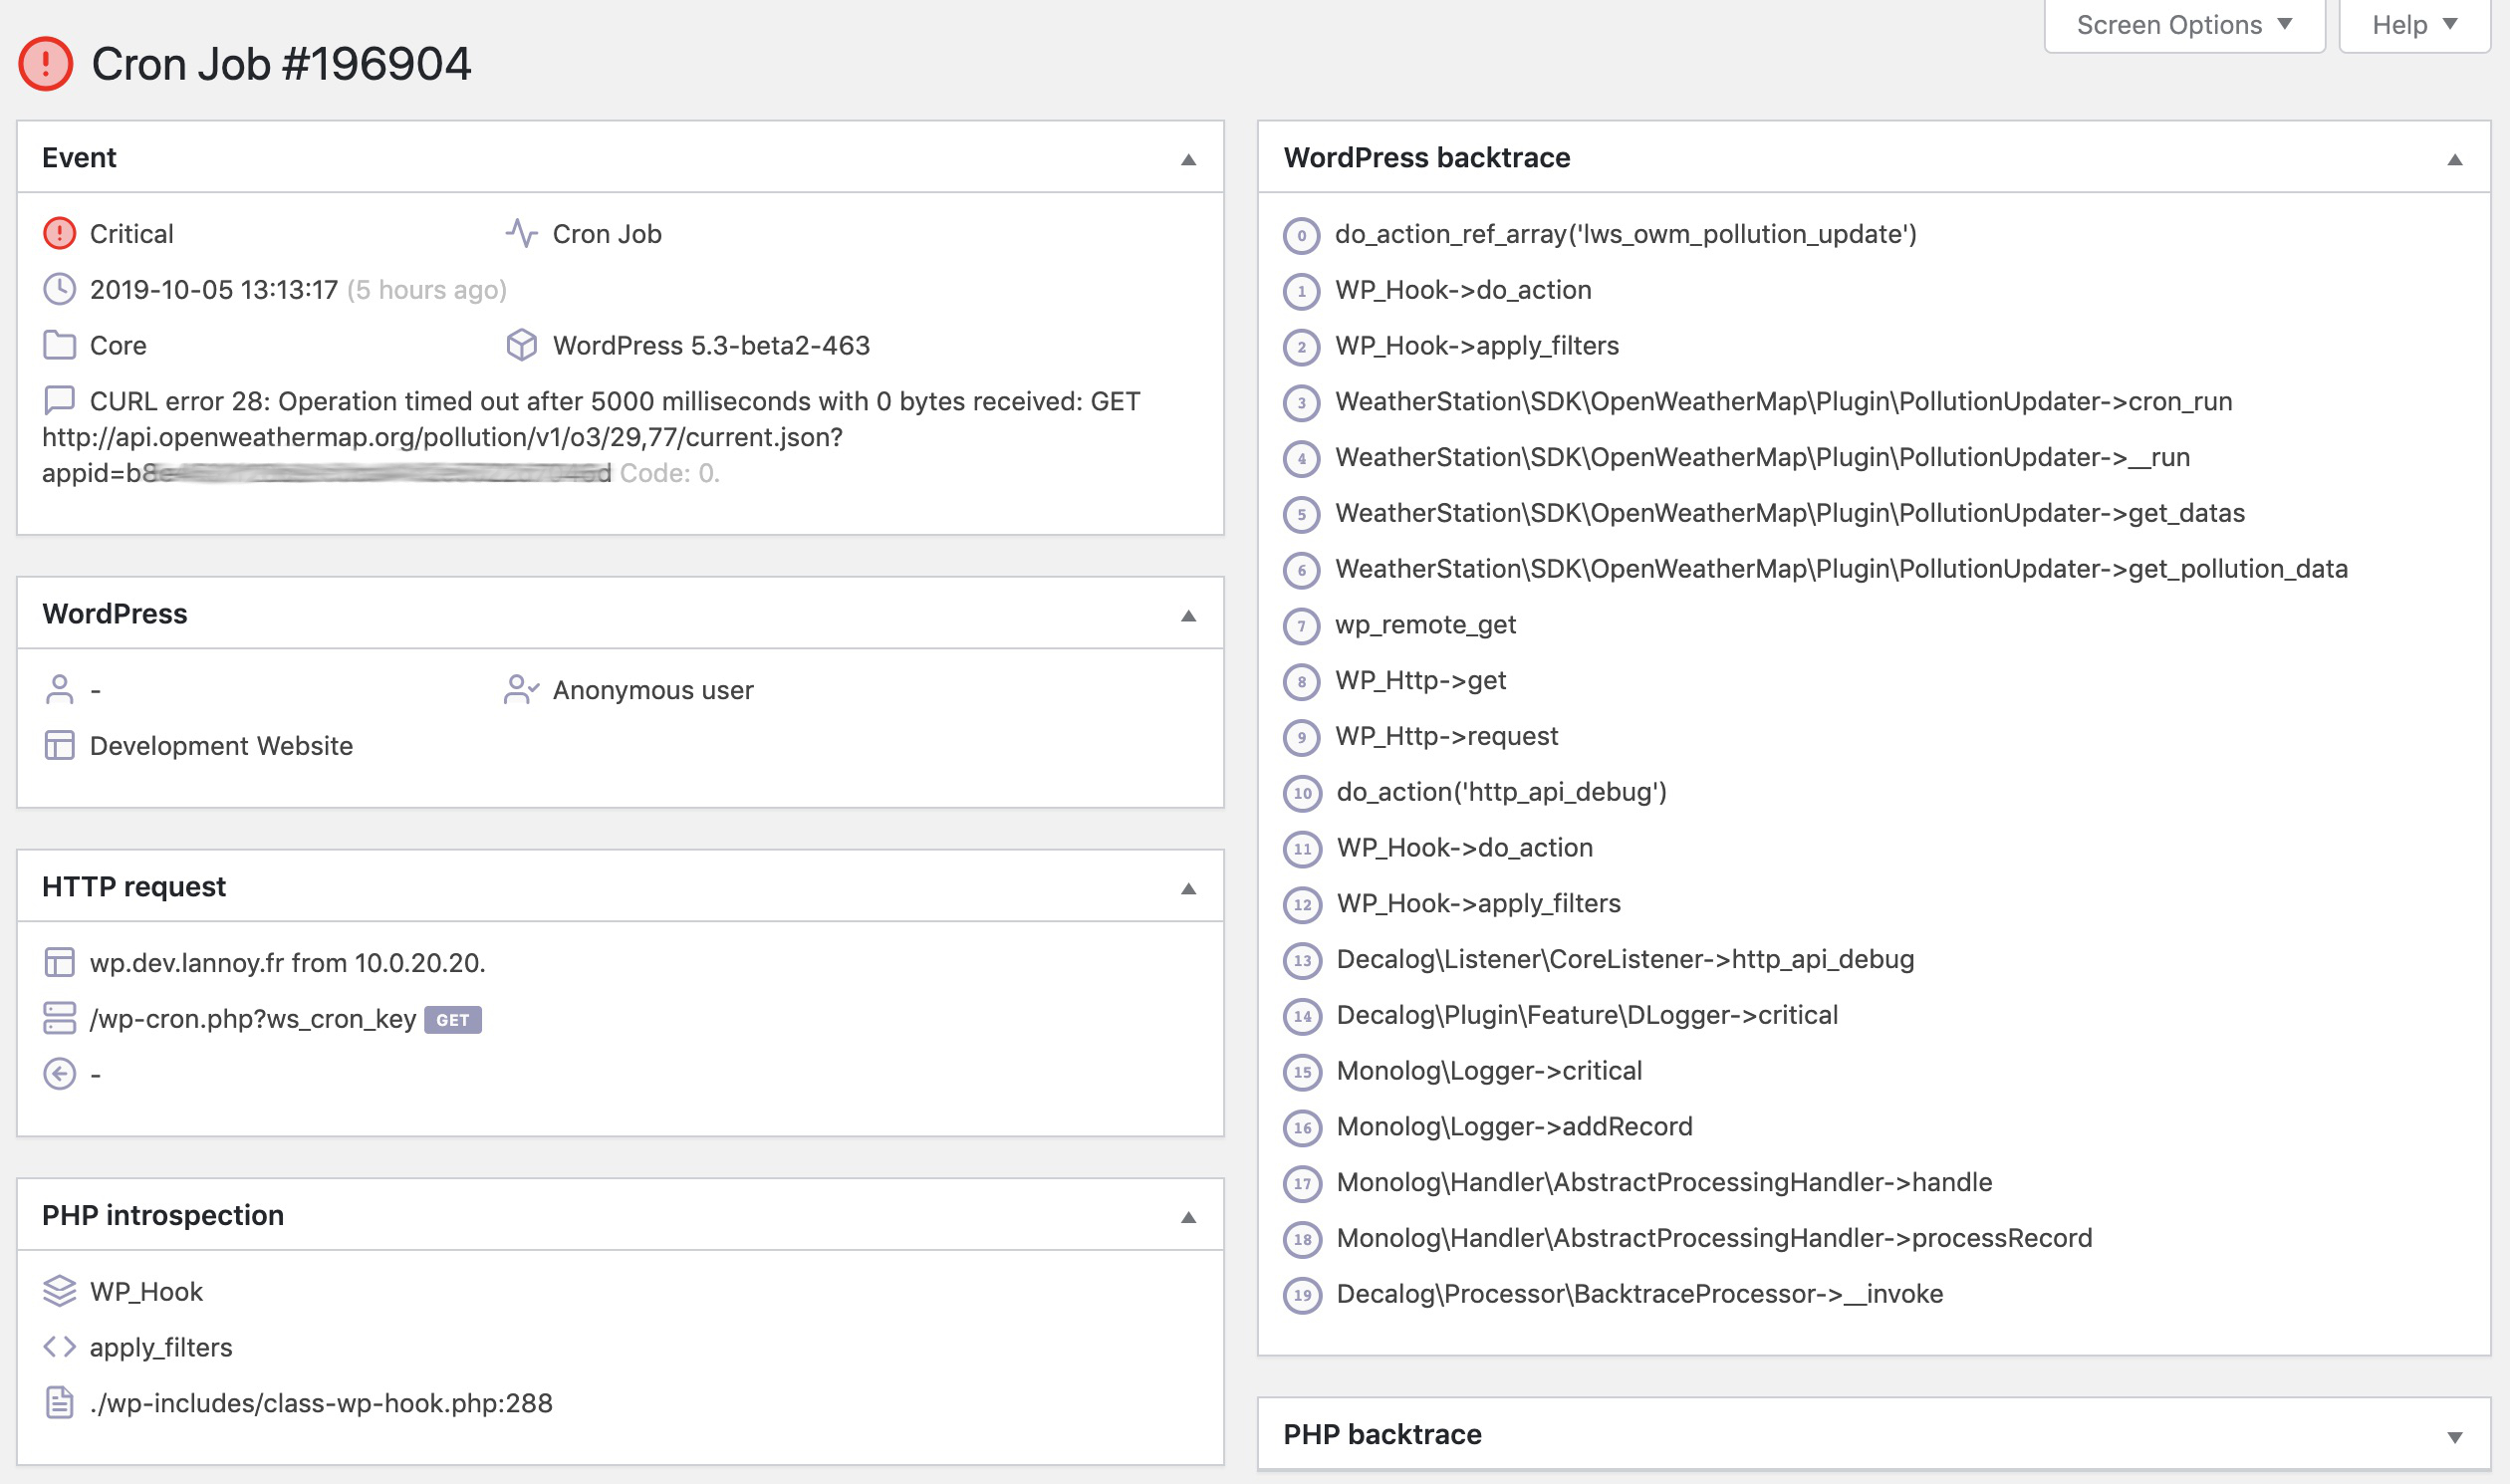 Screen Options
Help
Cron Job #196904
Event
Critical
Cron Job
2019-10-05 13:13:17 (5 hours ago)
Core
WordPress 5.3-beta2-463
CURL error 28: Operation timed out after 5000 milliseconds with 0 bytes received: GET
http://api.openweathermap.org/pollution/v1/o3/29,77/current.json?
appid= Code: 0.
WordPress
-
Anonymous user
Development Website
HTTP request
wp.dev.lannoy.fr from 10.0.20.20.
/wp-cron.php?ws_cron_key GET
-
PHP introspection
WP_Hook
apply_filters
./wp-includes/class-wp-hook.php:288
WordPress backtrace
0 do_action_ref_array('lws_owm_pollution_update')
1 WP_Hook->do_action
2 WP_Hook->apply_filters
3 WeatherStation\SDK\OpenWeatherMap\Plugin\PollutionUpdater->cron_run
4 WeatherStation\SDK\OpenWeatherMap\Plugin\PollutionUpdater->__run
5 WeatherStation\SDK\OpenWeatherMap\Plugin\PollutionUpdater->get_datas
6 WeatherStation\SDK\OpenWeatherMap\Plugin\PollutionUpdater->get_pollution_data
7 wp_remote_get
8 WP_Http->get
9 WP_Http->request
10 do_action('http_api_debug')
11 WP_Hook->do_action
12 WP_Hook->apply_filters
13 Decalog\Listener\CoreListener->http_api_debug
14 Decalog\Plugin\Feature\DLogger->critical
15 Monolog\Logger->critical
16 Monolog\Logger->addRecord
17 Monolog\Handler\AbstractProcessingHandler->handle
18 Monolog\Handler\AbstractProcessingHandler->processRecord
19 Decalog\Processor\BacktraceProcessor->__invoke
PHP backtrace